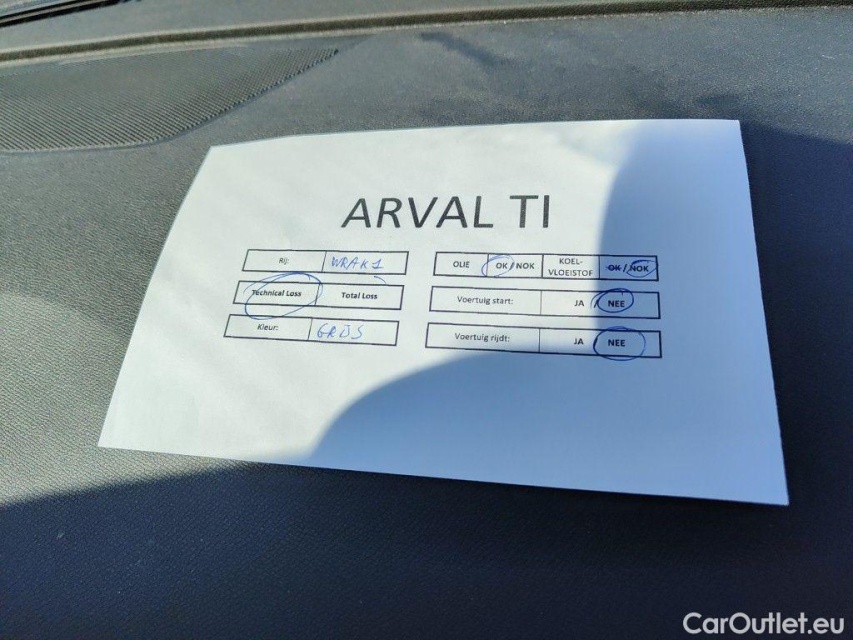 ARVAL TI
Rij: WRAK 1
Technical Loss Total Loss
Kleur: GRIJS
OLIE OK/NOK KOEL-VLOEISTOF OK/NOK
Voertuig start: JA NEE
Voertuig rijdt: JA NEE
CarOutlet.eu